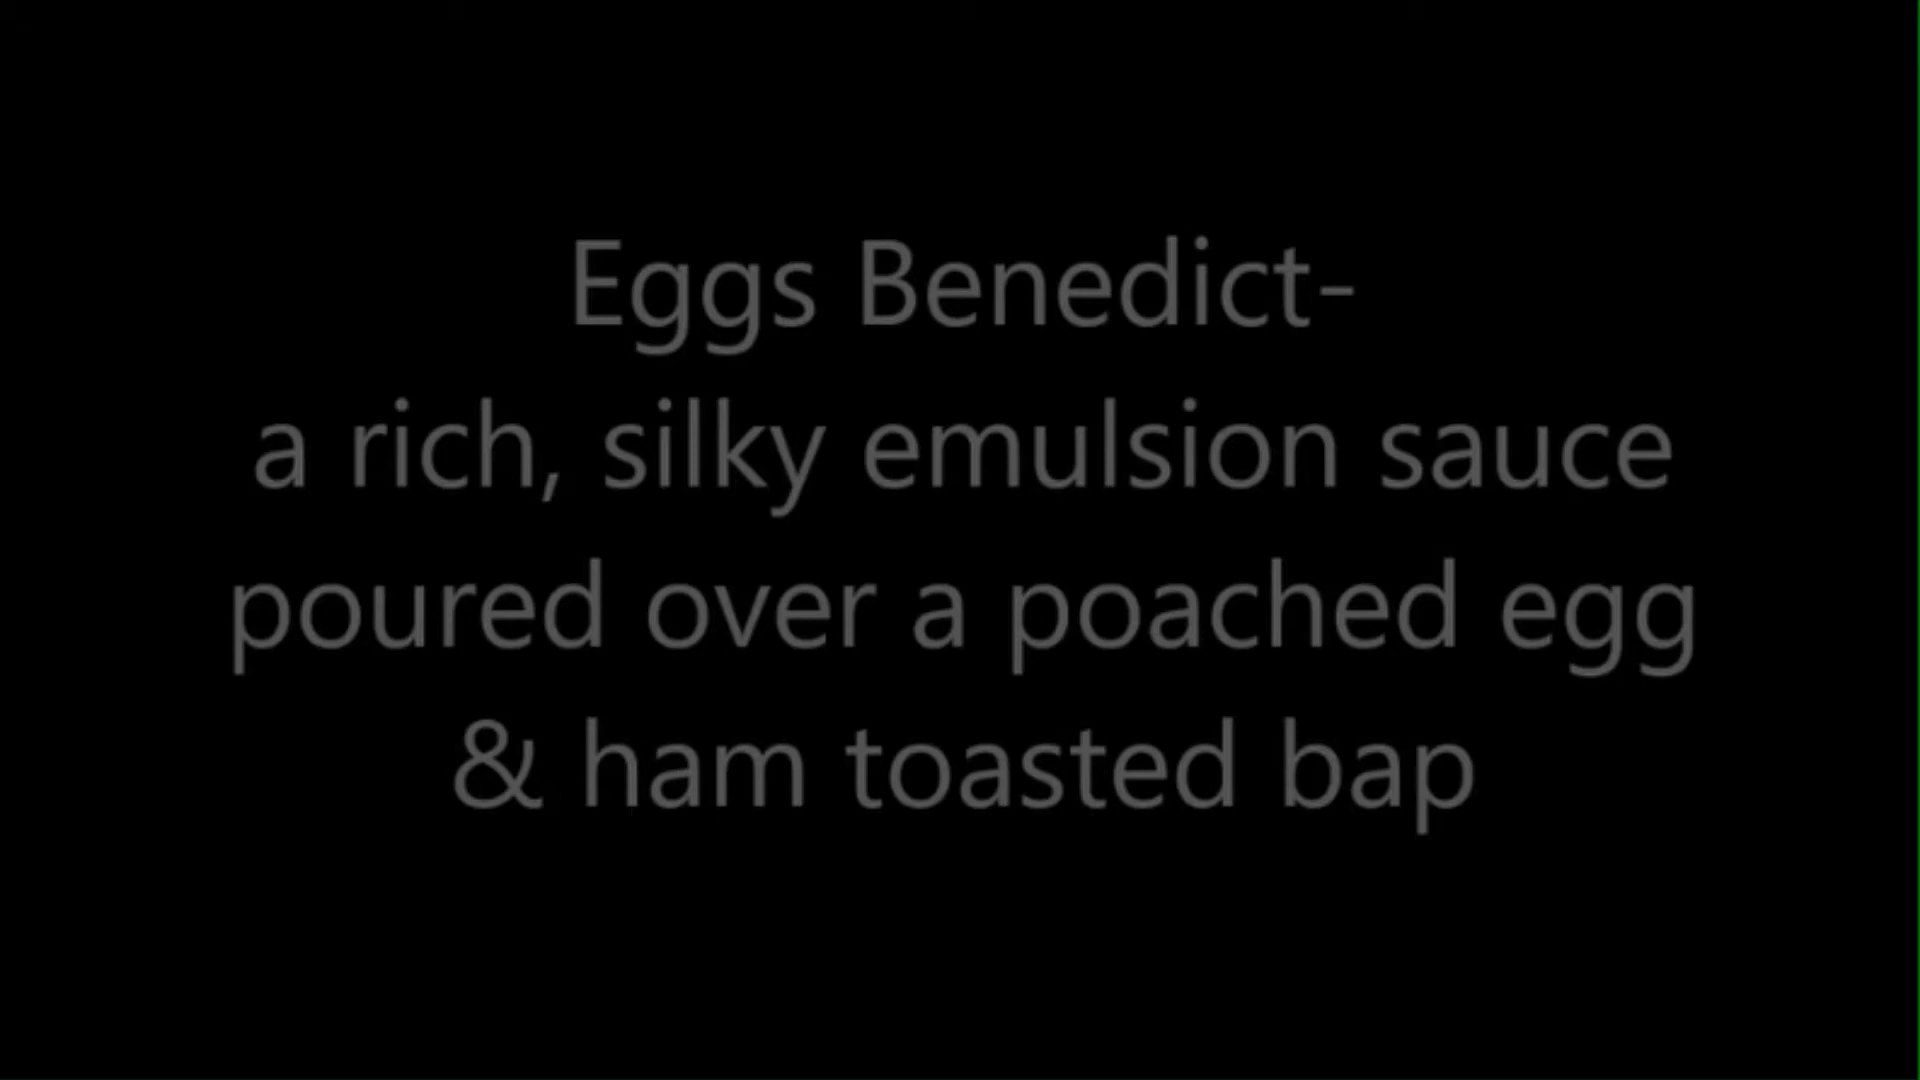 Eggs Benedict-
a rich, silky emulsion sauce
poured over a poached egg
& ham toasted bap